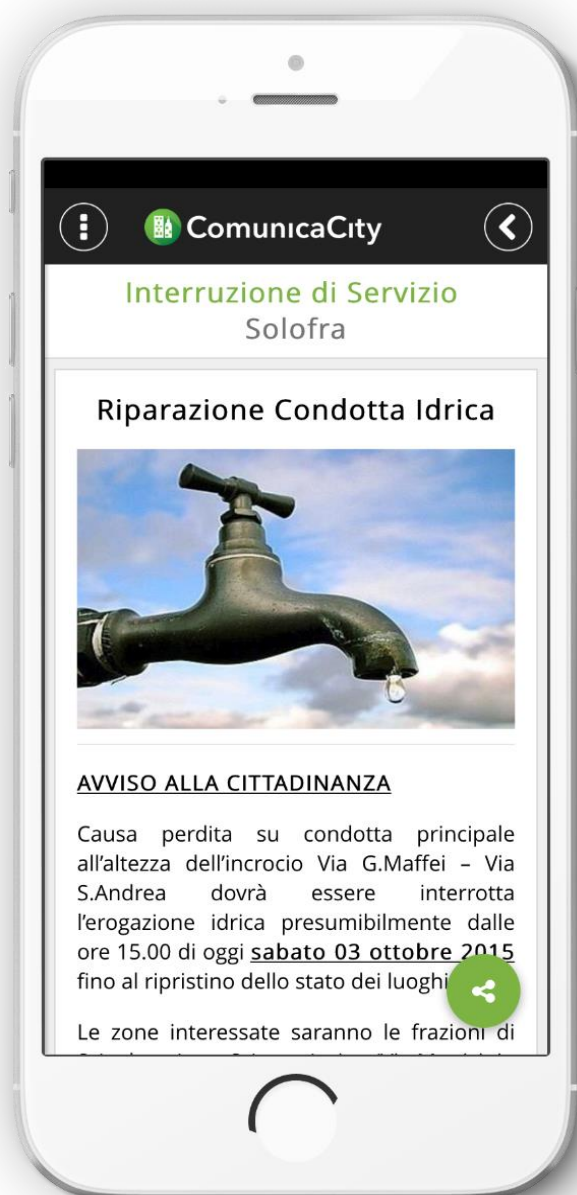 ComunicaCity
Interruzione di Servizio
Solofra
Riparazione Condotta Idrica
AVVISO ALLA CITTADINANZA
Causa perdita su condotta principale
all'altezza dell'incrocio Via G.Maffei – Via
S.Andrea dovrà essere interrotta
l'erogazione idrica presumibilmente dalle
ore 15.00 di oggi sabato 03 ottobre 2015
fino al ripristino dello stato dei luoghi
Le zone interessate saranno le frazioni di